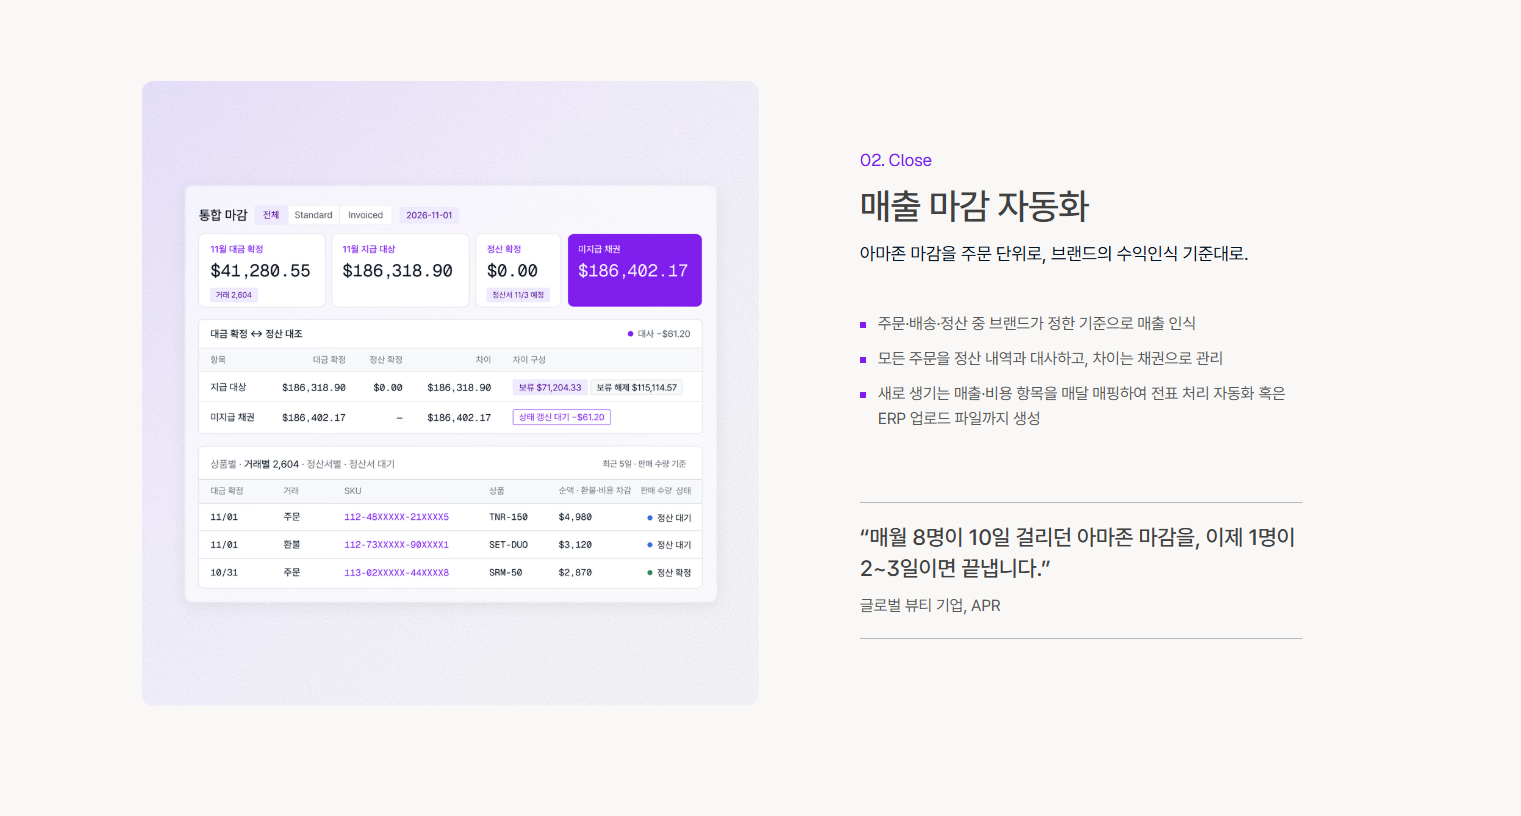 통합 마감 전체 Standard Invoiced 2026-11-01
11월 대금 확정
$41,280.55
거래 2,604
11월 지급 대상
$186,318.90
정산 확정
$0.00
정산서 11/3 예정
미지급 채권
$186,402.17
대금 확정 ↔ 정산 대조 대사 −$61.20
항목 대금 확정 정산 확정 차이 차이 구성
지급 대상 $186,318.90 $0.00 $186,318.90 보류 $71,204.33 보류 해제 $115,114.57
미지급 채권 $186,402.17 — $186,402.17 상태 갱신 대기 −$61.20
상품별 · 거래별 2,604 · 정산서별 · 정산서 대기 최근 5일 · 판매 수량 기준
대금 확정 거래 SKU 상품 순액 · 환불·비용 차감 판매 수량 상태
11/01 주문 112-48XXXXX-21XXXX5 TNR-150 $4,980 정산 대기
11/01 환불 112-73XXXXX-90XXXX1 SET-DUO $3,120 정산 대기
10/31 주문 113-02XXXXX-44XXXX8 SRM-50 $2,870 정산 확정
02. Close
매출 마감 자동화
아마존 마감을 주문 단위로, 브랜드의 수익인식 기준대로.
주문·배송·정산 중 브랜드가 정한 기준으로 매출 인식
모든 주문을 정산 내역과 대사하고, 차이는 채권으로 관리
새로 생기는 매출·비용 항목을 매달 매핑하여 전표 처리 자동화 혹은
ERP 업로드 파일까지 생성
“매월 8명이 10일 걸리던 아마존 마감을, 이제 1명이
2~3일이면 끝냅니다.”
글로벌 뷰티 기업, APR